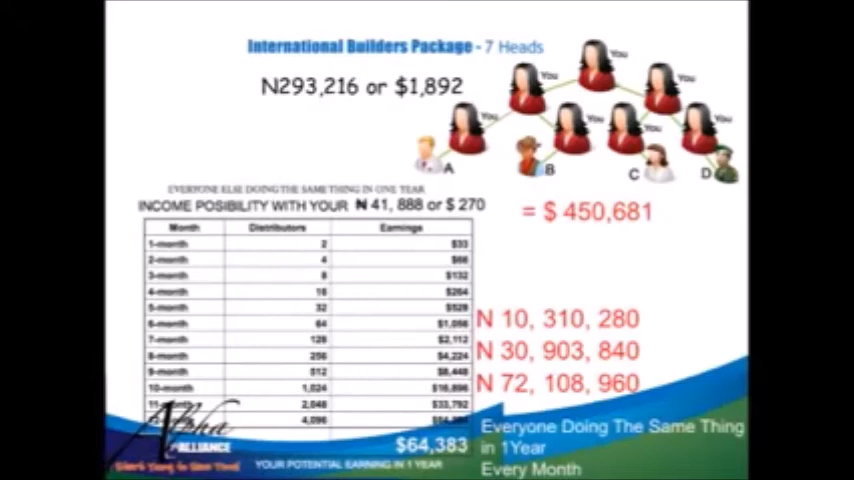 International Builders Package - 7 Heads
N293,216 or $1,892
You
You
You
You
You
You
You
A
B
C
D
EVERYONE ELSE DOING THE SAME THING IN ONE YEAR
INCOME POSIBILITY WITH YOUR ₦ 41, 888 or $ 270
= $ 450,681
Month Distributors Earnings
1-month 2 $33
2-month 4 $66
3-month 8 $132
4-month 16 $264
5-month 32 $528
6-month 64 $1,056
7-month 128 $2,112
8-month 256 $4,224
9-month 512 $8,448
10-month 1,024 $16,896
2,048 $33,792
4,096
N 10, 310, 280
N 30, 903, 840
N 72, 108, 960
Alpha
ALLIANCE
$64,383
YOUR POTENTIAL EARNING IN 1 YEAR
Everyone Doing The Same Thing
in 1Year
Every Month